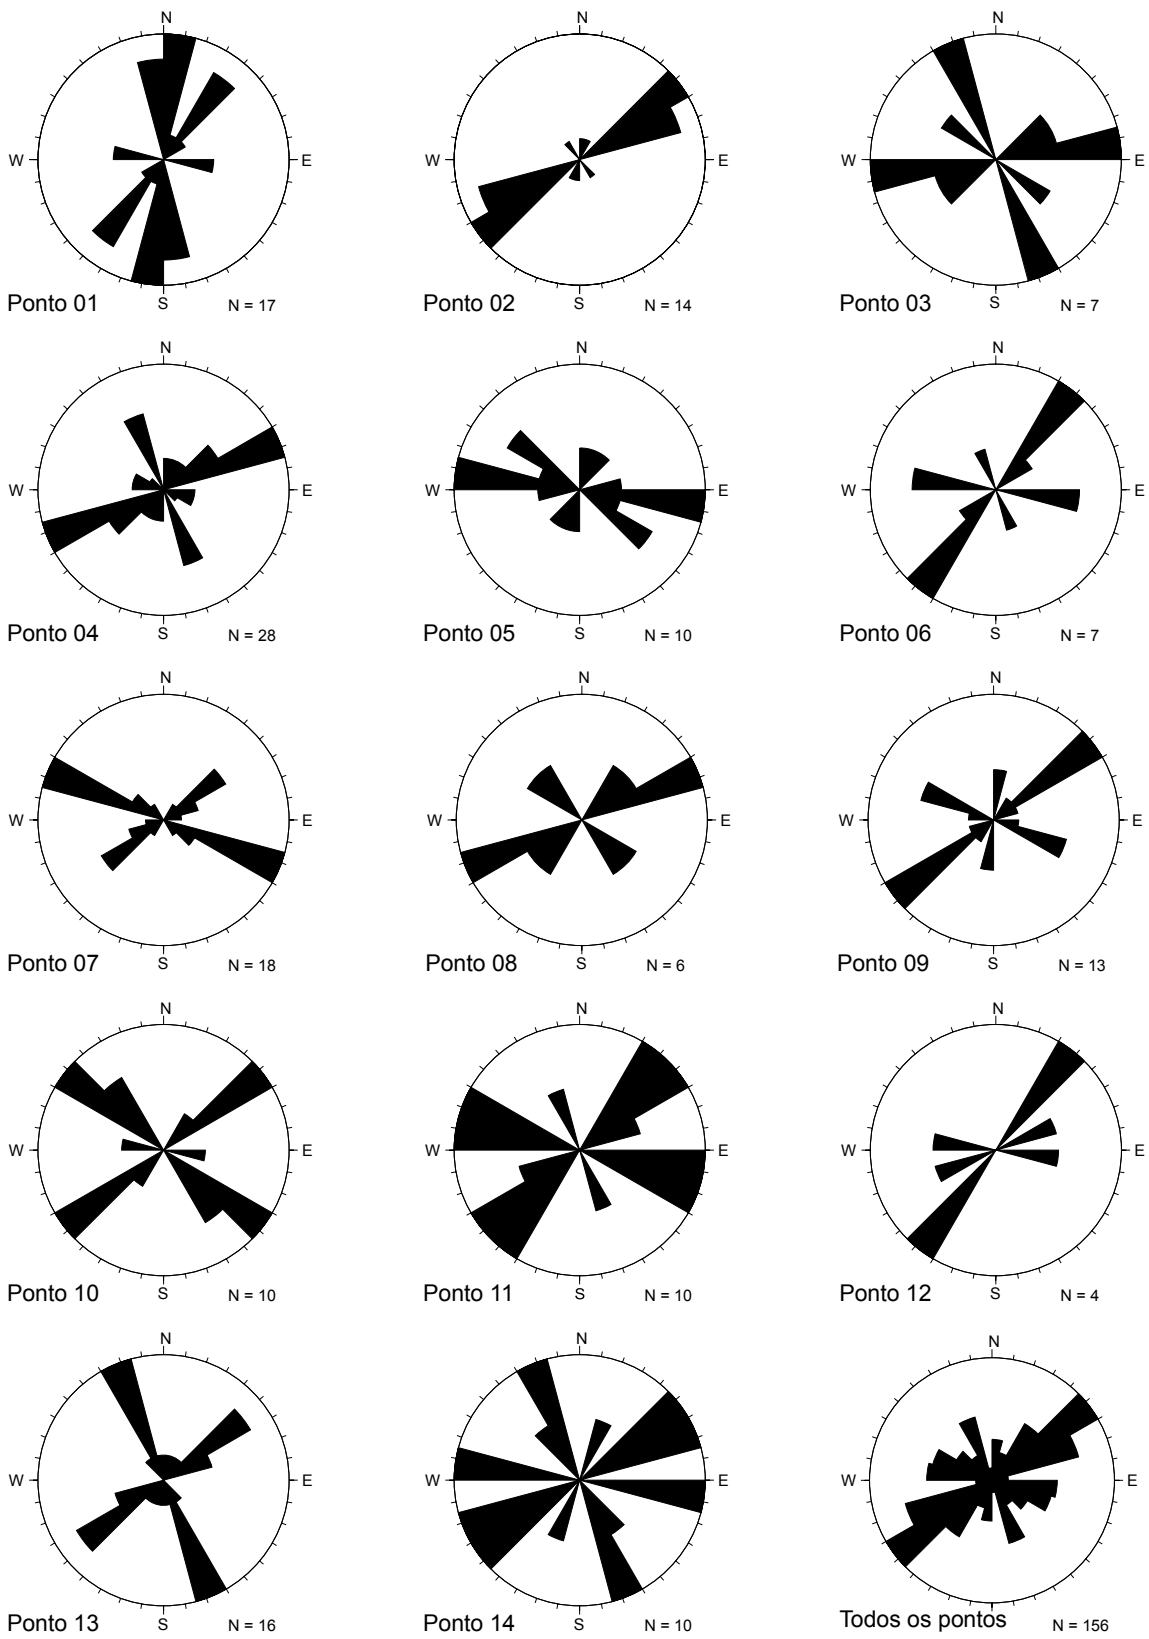 N N N
W E W E W E
Ponto 01 S N = 17 Ponto 02 S N = 14 Ponto 03 S N = 7
N N N
W E W E W E
Ponto 04 S N = 28 Ponto 05 S N = 10 Ponto 06 S N = 7
N N N
W E W E W E
Ponto 07 S N = 18 Ponto 08 S N = 6 Ponto 09 S N = 13
N N N
W E W E W E
Ponto 10 S N = 10 Ponto 11 S N = 10 Ponto 12 S N = 4
N N N
W E W E W E
Ponto 13 S N = 16 Ponto 14 S N = 10 Todos os pontos S N = 156